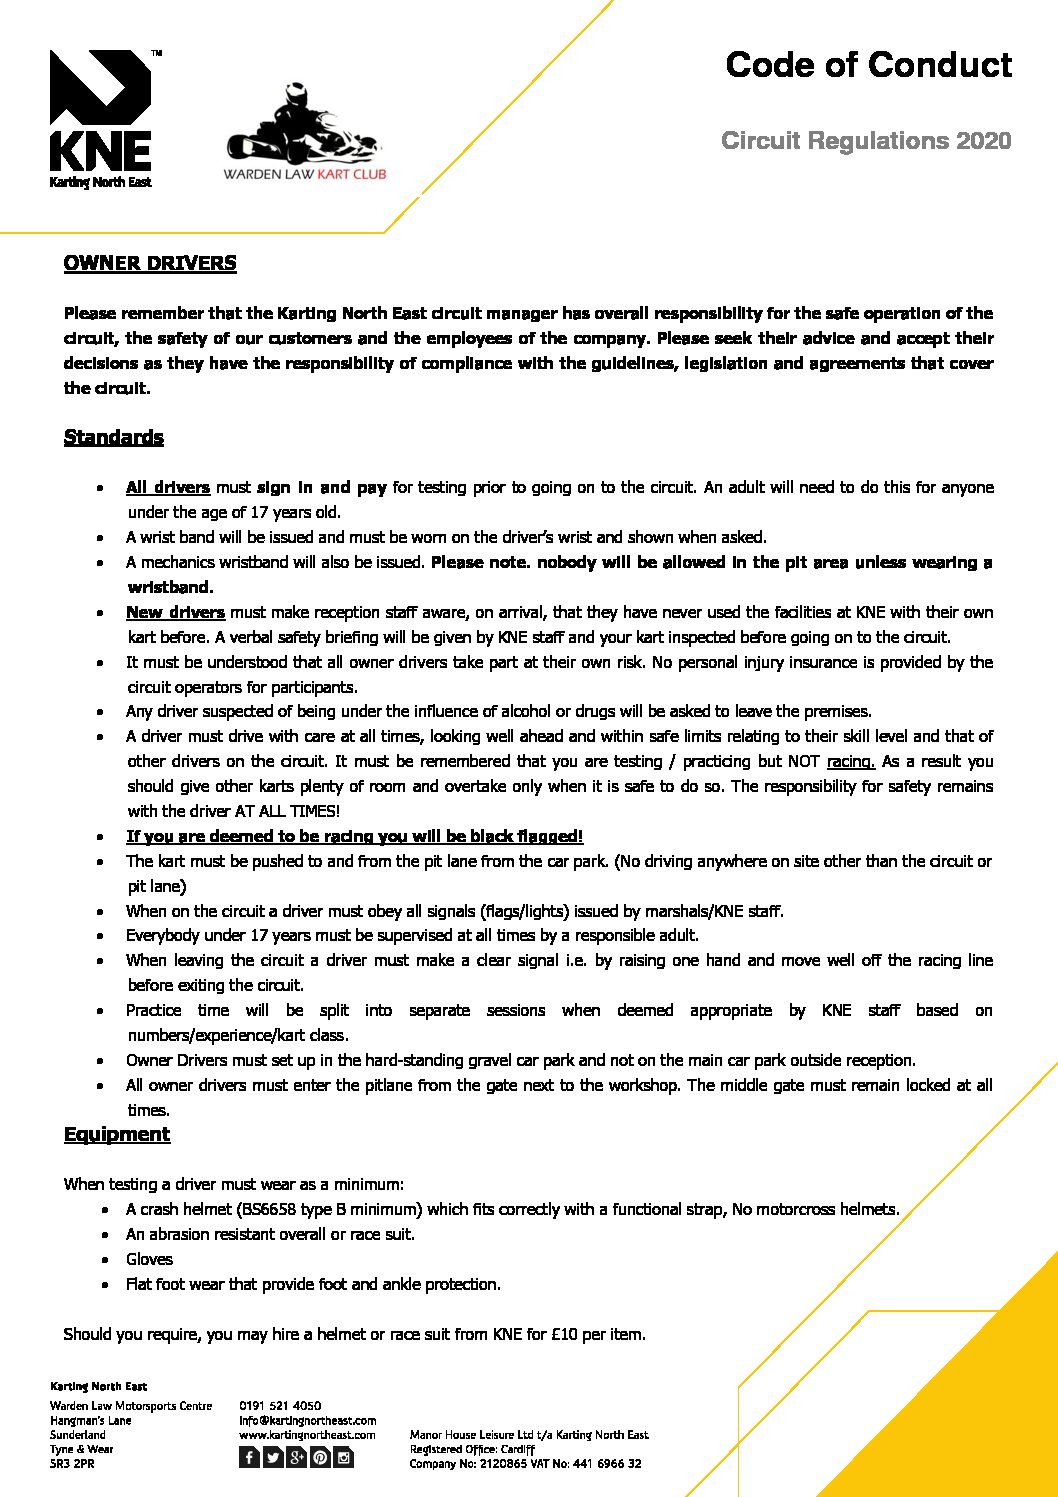 Code of Conduct
Circuit Regulations 2020
TM
KNE
Karting North East
WARDEN LAW KART CLUB
OWNER DRIVERS
Please remember that the Karting North East circuit manager has overall responsibility for the safe operation of the
circuit, the safety of our customers and the employees of the company. Please seek their advice and accept their
decisions as they have the responsibility of compliance with the guidelines, legislation and agreements that cover
the circuit.
Standards
• All drivers must sign in and pay for testing prior to going on to the circuit. An adult will need to do this for anyone
under the age of 17 years old.
• A wrist band will be issued and must be worn on the driver's wrist and shown when asked.
• A mechanics wristband will also be issued. Please note. nobody will be allowed in the pit area unless wearing a
wristband.
• New drivers must make reception staff aware, on arrival, that they have never used the facilities at KNE with their own
kart before. A verbal safety briefing will be given by KNE staff and your kart inspected before going on to the circuit.
• It must be understood that all owner drivers take part at their own risk. No personal injury insurance is provided by the
circuit operators for participants.
• Any driver suspected of being under the influence of alcohol or drugs will be asked to leave the premises.
• A driver must drive with care at all times, looking well ahead and within safe limits relating to their skill level and that of
other drivers on the circuit. It must be remembered that you are testing / practicing but NOT racing. As a result you
should give other karts plenty of room and overtake only when it is safe to do so. The responsibility for safety remains
with the driver AT ALL TIMES!
• If you are deemed to be racing you will be black flagged!
• The kart must be pushed to and from the pit lane from the car park. (No driving anywhere on site other than the circuit or
pit lane)
• When on the circuit a driver must obey all signals (flags/lights) issued by marshals/KNE staff.
• Everybody under 17 years must be supervised at all times by a responsible adult.
• When leaving the circuit a driver must make a clear signal i.e. by raising one hand and move well off the racing line
before exiting the circuit.
• Practice time will be split into separate sessions when deemed appropriate by KNE staff based on
numbers/experience/kart class.
• Owner Drivers must set up in the hard-standing gravel car park and not on the main car park outside reception.
• All owner drivers must enter the pitlane from the gate next to the workshop. The middle gate must remain locked at all
times.
Equipment
When testing a driver must wear as a minimum:
• A crash helmet (BS6658 type B minimum) which fits correctly with a functional strap, No motorcross helmets.
• An abrasion resistant overall or race suit.
• Gloves
• Flat foot wear that provide foot and ankle protection.
Should you require, you may hire a helmet or race suit from KNE for £10 per item.
Karting North East
Warden Law Motorsports Centre
Hangman's Lane
Sunderland
Tyne & Wear
SR3 2PR
0191 521 4050
info@kartingnortheast.com
www.kartingnortheast.com
Manor House Leisure Ltd t/a Karting North East
Registered Office: Cardiff
Company No: 2120865 VAT No: 441 6966 32